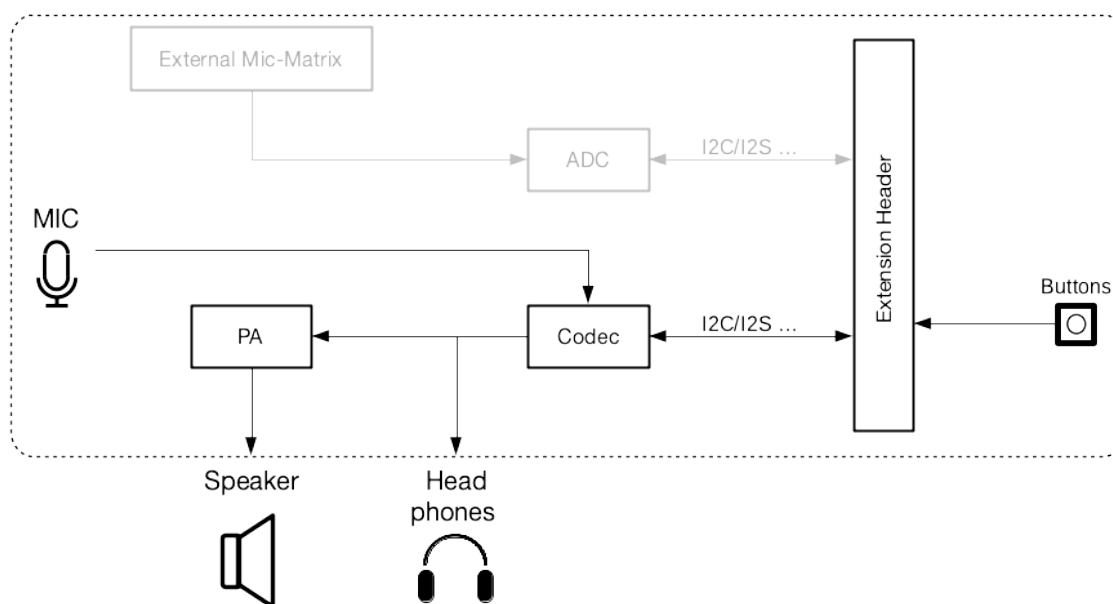 External Mic-Matrix
ADC
I2C/I2S ...
MIC
Extension Header
Buttons
PA
Codec
I2C/I2S ...
Speaker
Head
phones